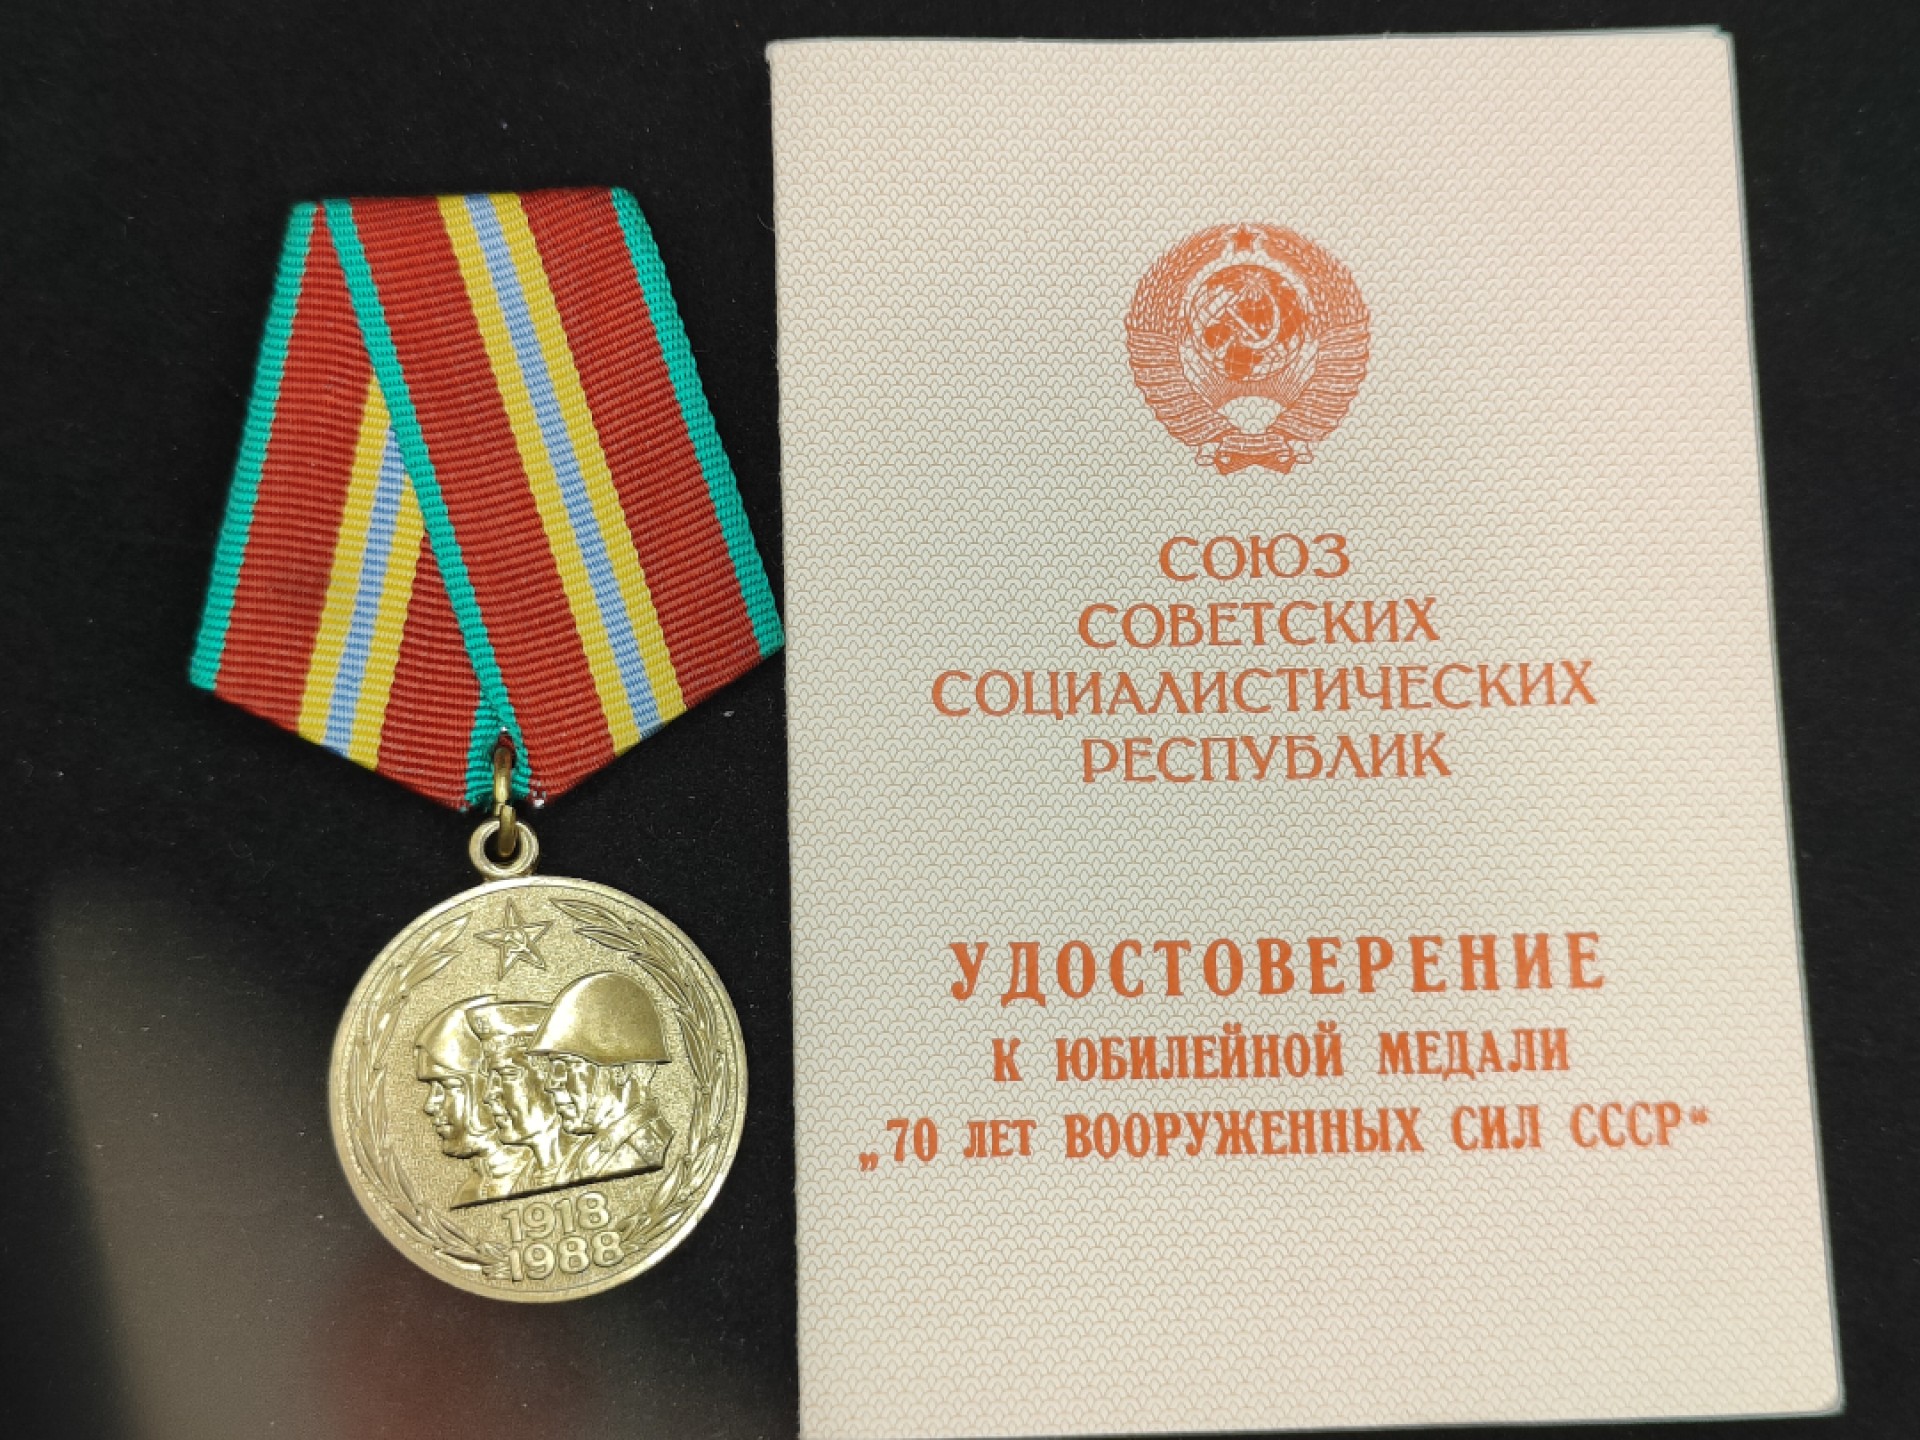 СОЮЗ
СОВЕТСКИХ
СОЦИАЛИСТИЧЕСКИХ
РЕСПУБЛИК
УДОСТОВЕРЕНИЕ
К ЮБИЛЕЙНОЙ МЕДАЛИ
„70 ЛЕТ ВООРУЖЕННЫХ СИЛ СССР“
1918
1988